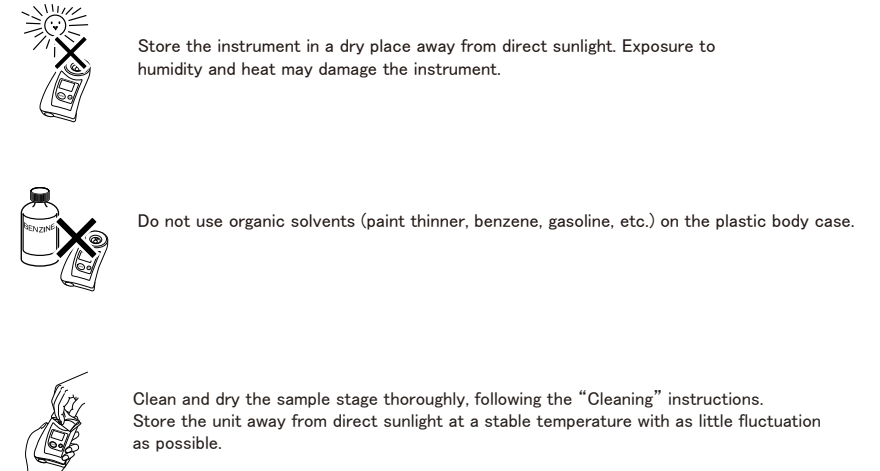 Store the instrument in a dry place away from direct sunlight. Exposure to
humidity and heat may damage the instrument.
BENZINE
Do not use organic solvents (paint thinner, benzene, gasoline, etc.) on the plastic body case.
Clean and dry the sample stage thoroughly, following the “Cleaning” instructions.
Store the unit away from direct sunlight at a stable temperature with as little fluctuation
as possible.